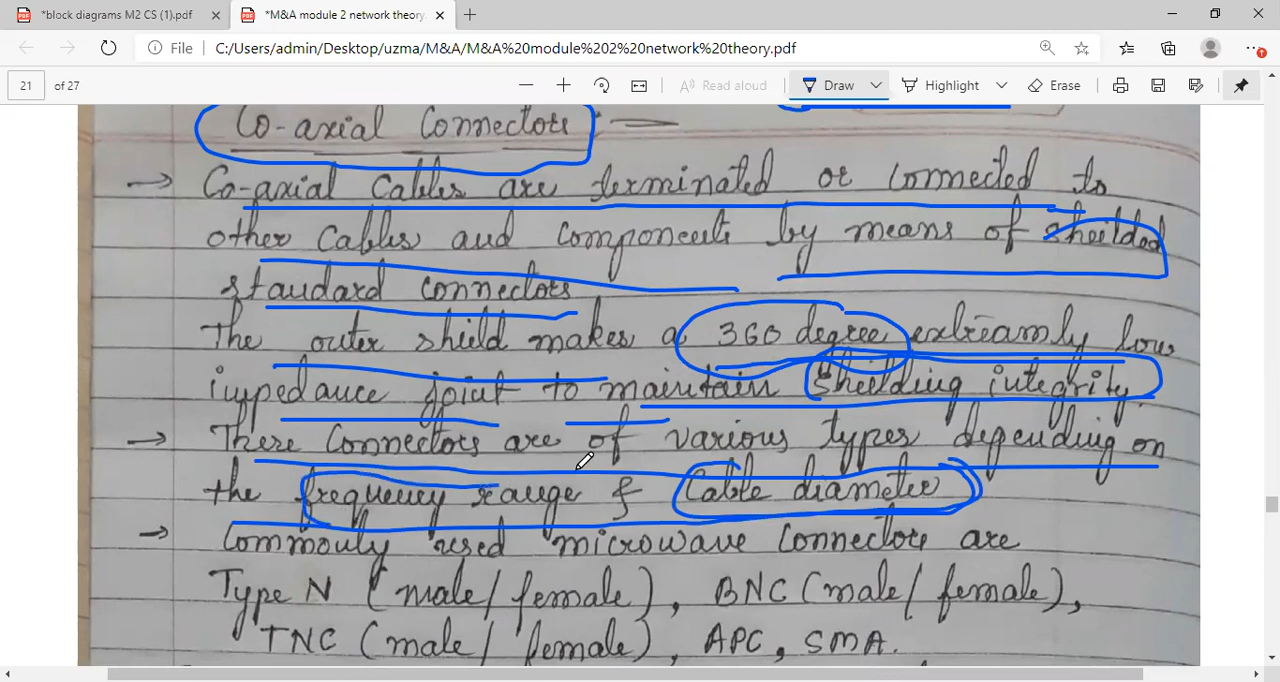 *block diagrams M2 CS (1).pdf
*M&A module 2 network theory.
File
C:/Users/admin/Desktop/uzma/M&A/M&A%20module%202%20network%20theory.pdf
21
of 27
Read aloud
Draw
Highlight
Erase
Co-axial Connectors :—
→ Co-axial Cables are terminated or connected to
other Cables and components by means of sheilded
standard connectors
The outer shield makes a 360 degree extreamly low
impedance joint to maintain shielding integrity.
→ These connectors are of various types depending on
the frequency range & Cable diameter
→ Commonly used microwave Connectors are
Type N (male/female), BNC (male/female),
TNC (male/female), APC, SMA.